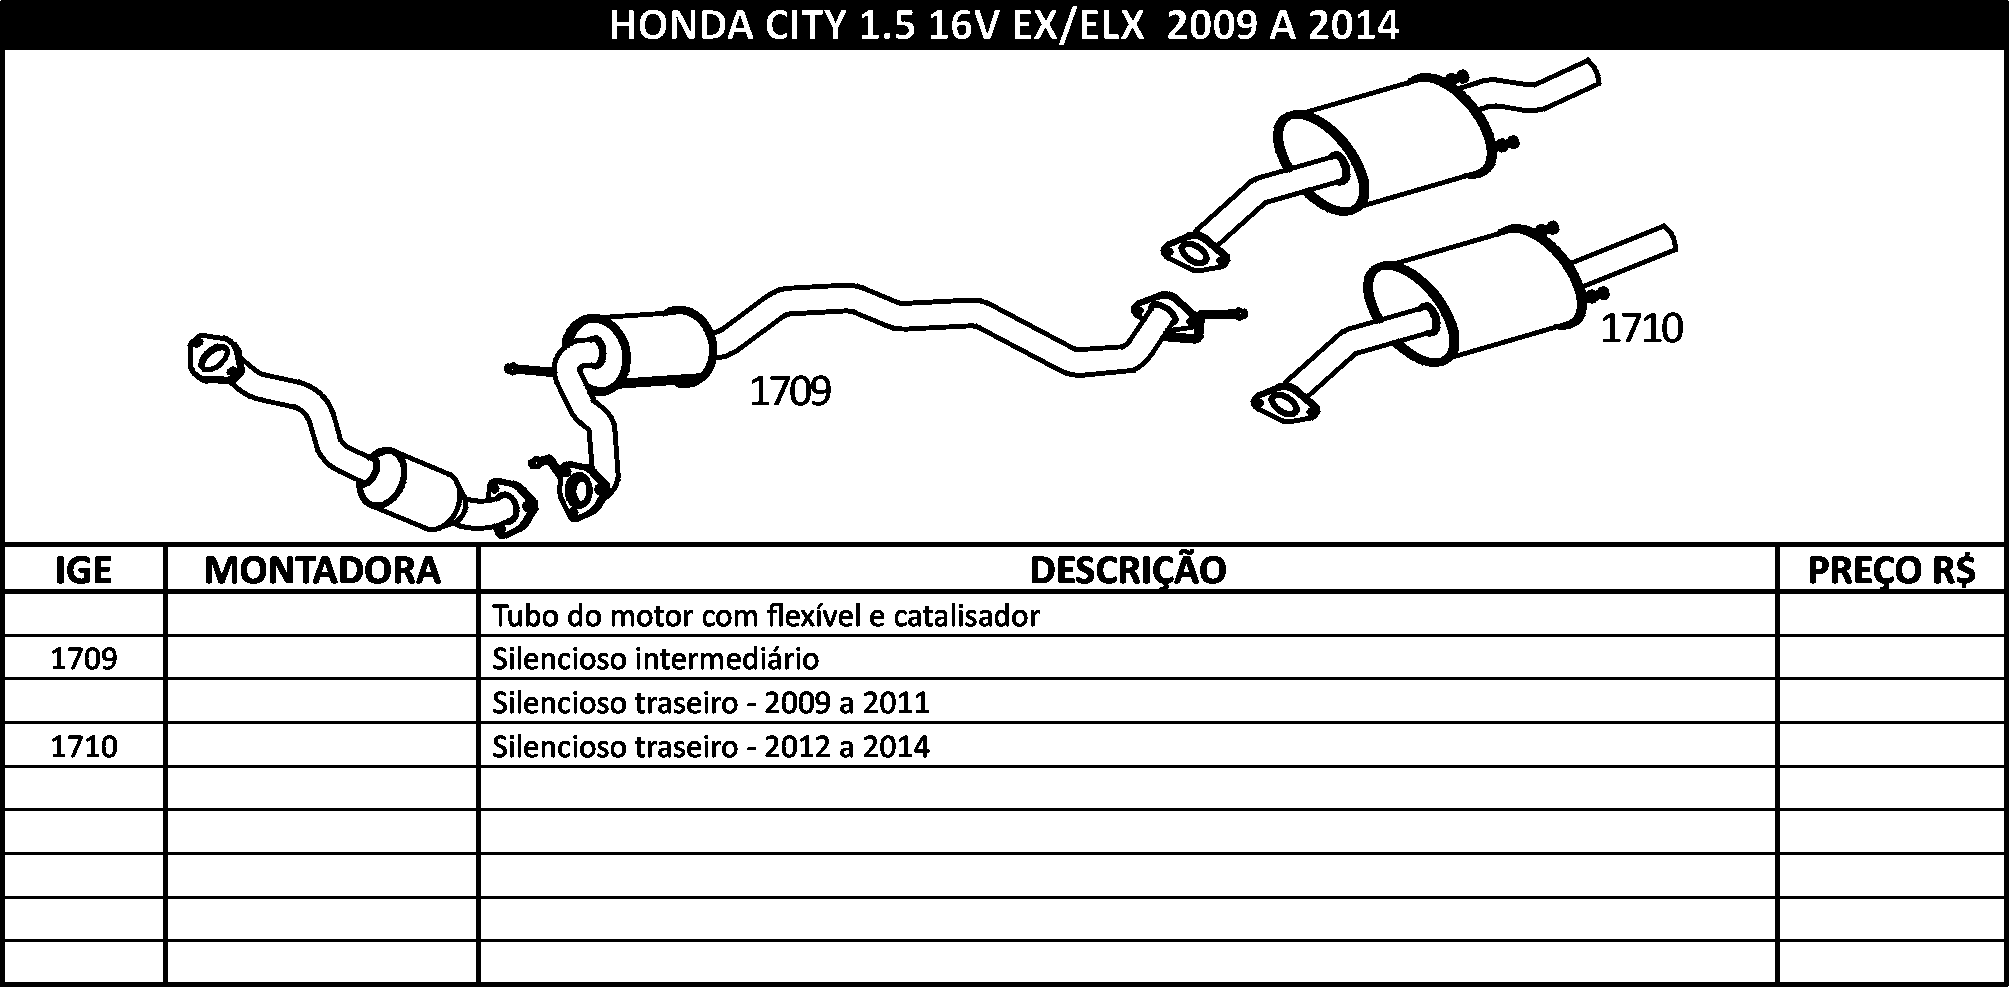 HONDA CITY 1.5 16V EX/ELX 2009 A 2014
1710
1709
IGE MONTADORA DESCRIÇÃO PREÇO R$
Tubo do motor com flexível e catalisador
1709 Silencioso intermediário
Silencioso traseiro - 2009 a 2011
1710 Silencioso traseiro - 2012 a 2014